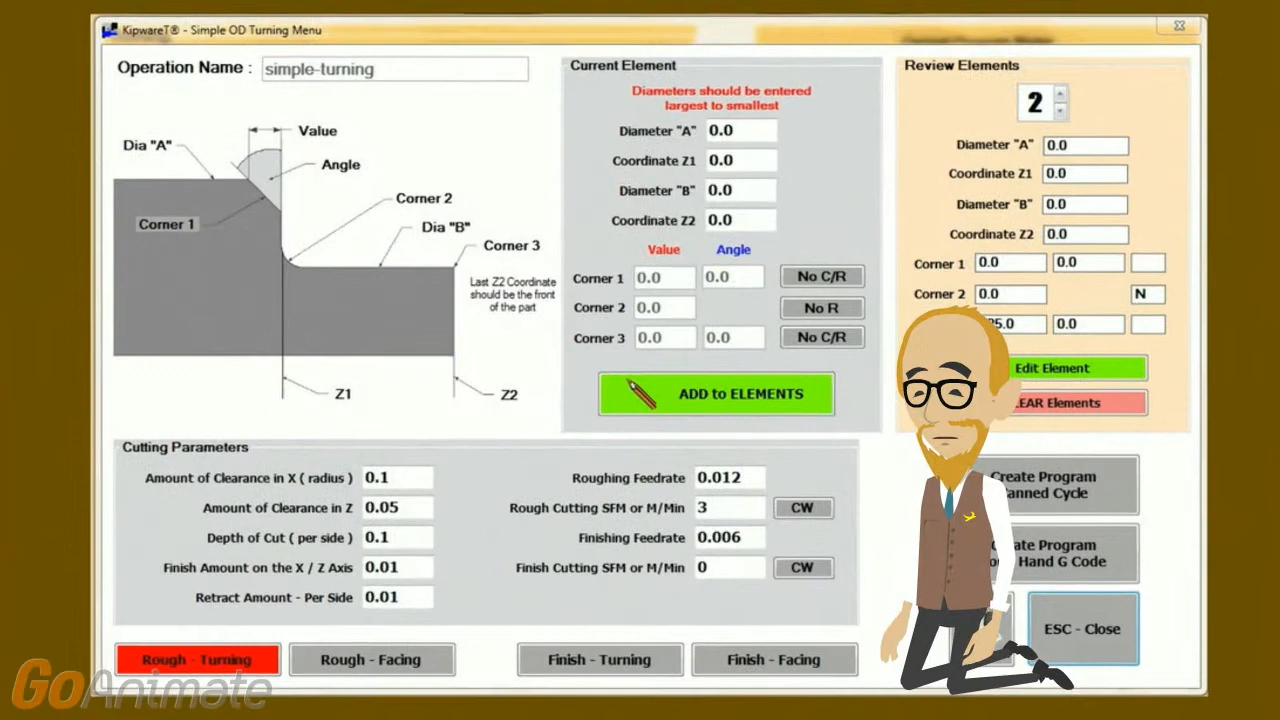 KipwareT® - Simple OD Turning Menu
Operation Name : simple-turning
Value
Dia "A"
Angle
Corner 2
Corner 1
Dia "B"
Corner 3
Last Z2 Coordinate
should be the front
of the part
Z1
Z2
Current Element
Diameters should be entered
largest to smallest
Diameter "A" 0.0
Coordinate Z1 0.0
Diameter "B" 0.0
Coordinate Z2 0.0
Value Angle
Corner 1 0.0 0.0 No C/R
Corner 2 0.0 No R
Corner 3 0.0 0.0 No C/R
ADD to ELEMENTS
Review Elements
2
Diameter "A" 0.0
Coordinate Z1 0.0
Diameter "B" 0.0
Coordinate Z2 0.0
Corner 1 0.0 0.0
Corner 2 0.0 N
0.0
Edit Element
Elements
Cutting Parameters
Amount of Clearance in X ( radius ) 0.1
Amount of Clearance in Z 0.05
Depth of Cut ( per side ) 0.1
Finish Amount on the X / Z Axis 0.01
Retract Amount - Per Side 0.01
Roughing Feedrate 0.012
Rough Cutting SFM or M/Min 3 CW
Finishing Feedrate 0.006
Finish Cutting SFM or M/Min 0 CW
Create Program
Cycle
Program
Hand G Code
ESC - Close
Rough - Turning Rough - Facing Finish - Turning Finish - Facing
GoAnimate